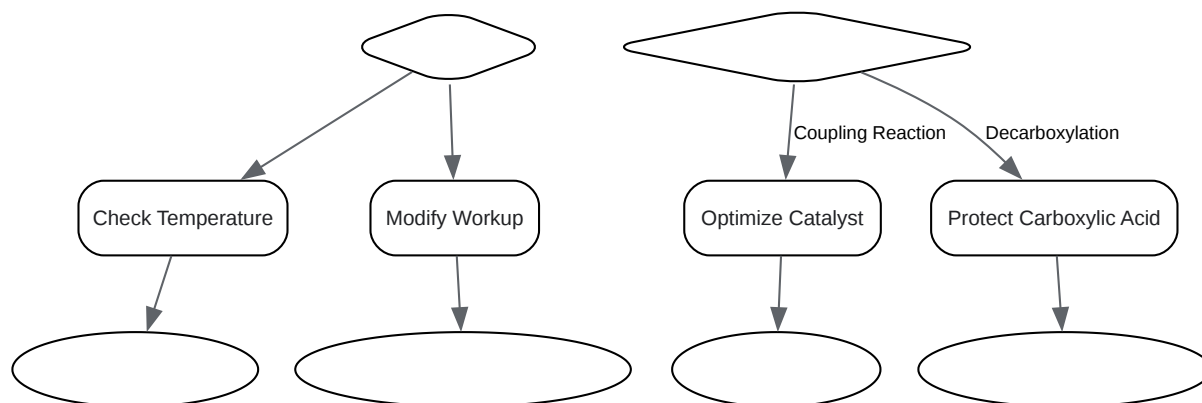 Coupling Reaction
Decarboxylation
Check Temperature
Modify Workup
Optimize Catalyst
Protect Carboxylic Acid